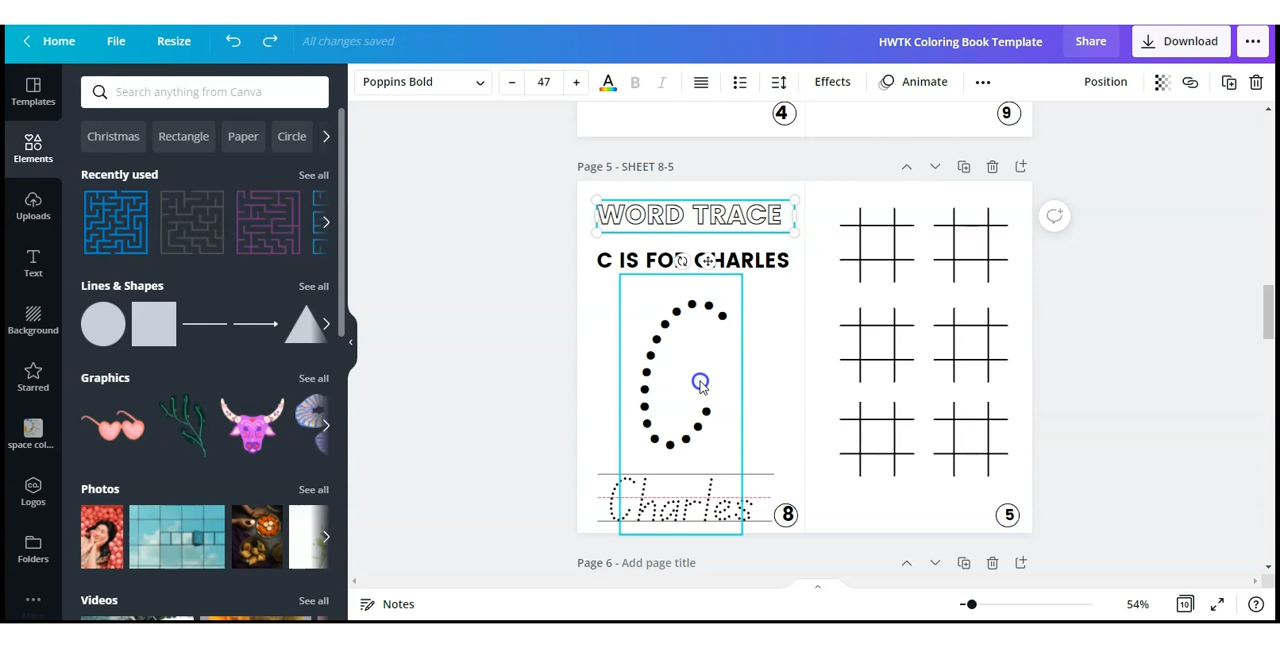 Home File Resize All changes saved HWTK Coloring Book Template Share Download
Templates
Elements
Uploads
Text
Background
Starred
space col...
Logos
Folders
Search anything from Canva
Christmas Rectangle Paper Circle
Recently used See all
Lines & Shapes See all
Graphics See all
Photos See all
Videos See all
Poppins Bold 47 A B I Effects Animate Position
4 9
Page 5 - SHEET 8-5
WORD TRACE
C IS FOR CHARLES
C
Charles
8 5
Page 6 - Add page title
Notes 54% 10 ?